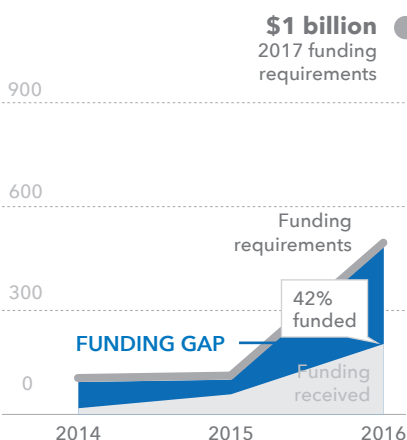 $1 billion
2017 funding
requirements
900
600
Funding
requirements
300
42%
funded
FUNDING GAP
Funding
received
0
2014 2015 2016